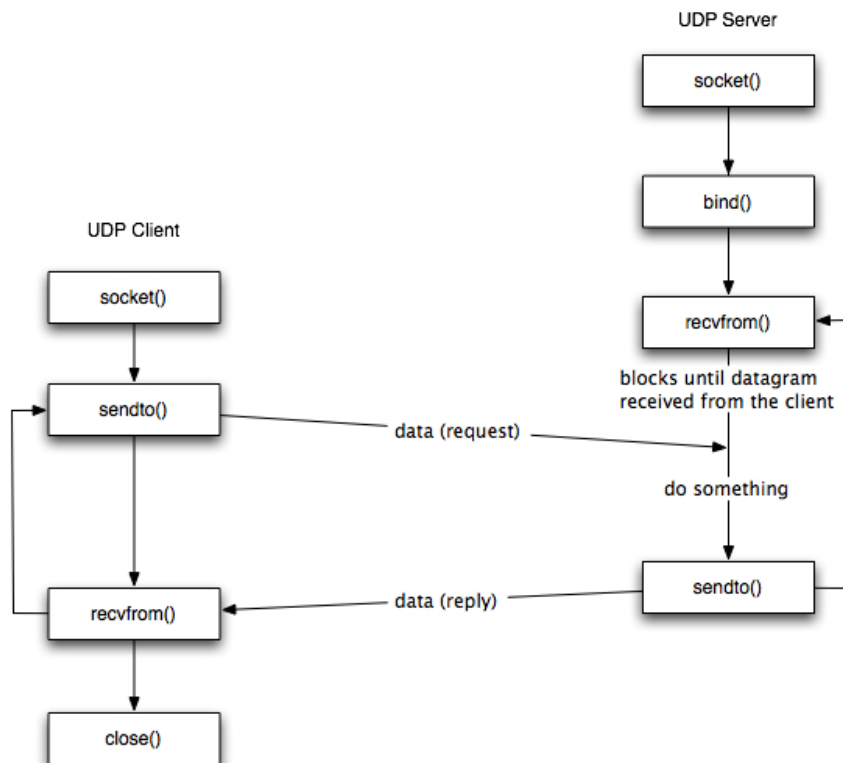 UDP Server
socket()
bind()
UDP Client
socket()
recvfrom()
blocks until datagram
received from the client
sendto()
data (request)
do something
sendto()
data (reply)
recvfrom()
close()